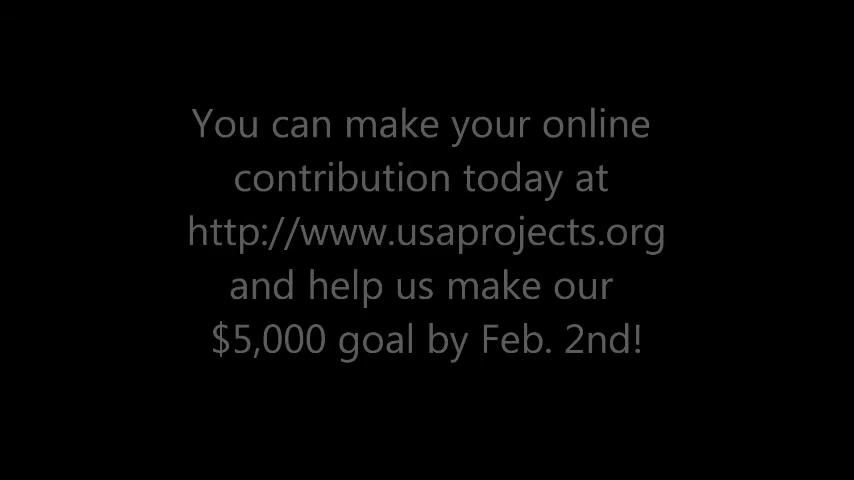 You can make your online
contribution today at
http://www.usaprojects.org
and help us make our
$5,000 goal by Feb. 2nd!